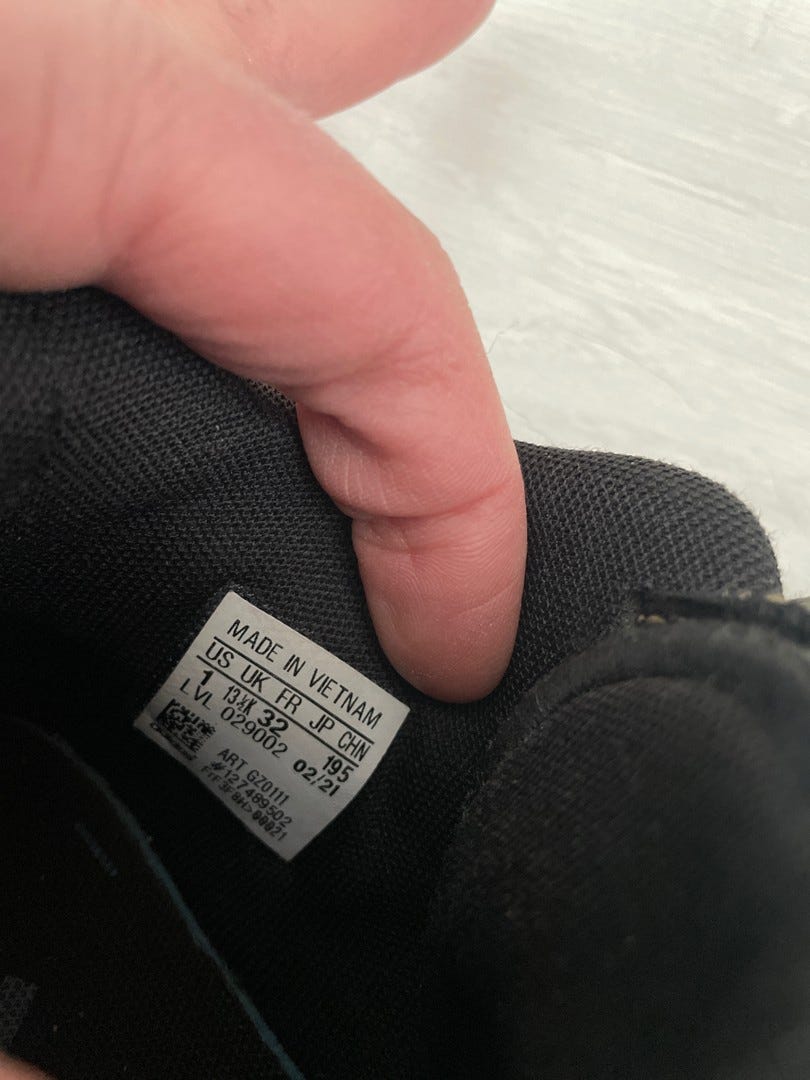 MADE IN VIETNAM
US UK FR JP CHN
1 13½K 32 195
LVL 029002 02/21
ART GZ0111
#127489502